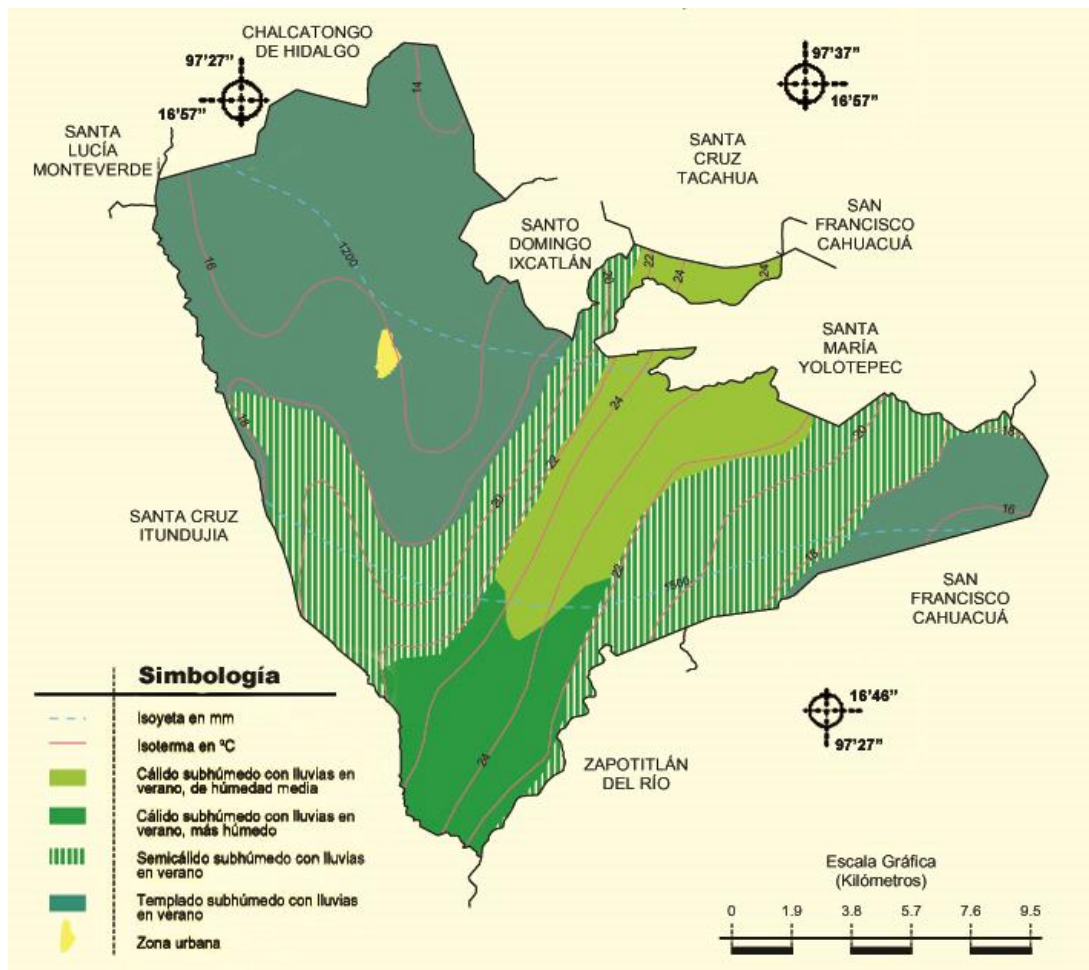 CHALCATONGO
DE HIDALGO
97'27"
16'57"
97'37"
16'57"
SANTA
LUCÍA
MONTEVERDE
SANTA
CRUZ
TACAHUA
SAN
FRANCISCO
CAHUACUÁ
SANTO
DOMINGO
IXCATLÁN
SANTA
MARÍA
YOLOTEPEC
SANTA CRUZ
ITUNDUJIA
SAN
FRANCISCO
CAHUACUÁ
ZAPOTITLÁN
DEL RÍO
14
16
1200
20
22
24
24
18
24
22
20
20
18
16
18
22
1500
24
16'46"
97'27"
Simbología
Isoyeta en mm
Isoterma en ºC
Cálido subhúmedo con lluvias en
verano, de húmedad media
Cálido subhúmedo con lluvias en
verano, más húmedo
Semicálido subhúmedo con lluvias
en verano
Templado subhúmedo con lluvias
en verano
Zona urbana
Escala Gráfica
(Kilómetros)
0 1.9 3.8 5.7 7.6 9.5